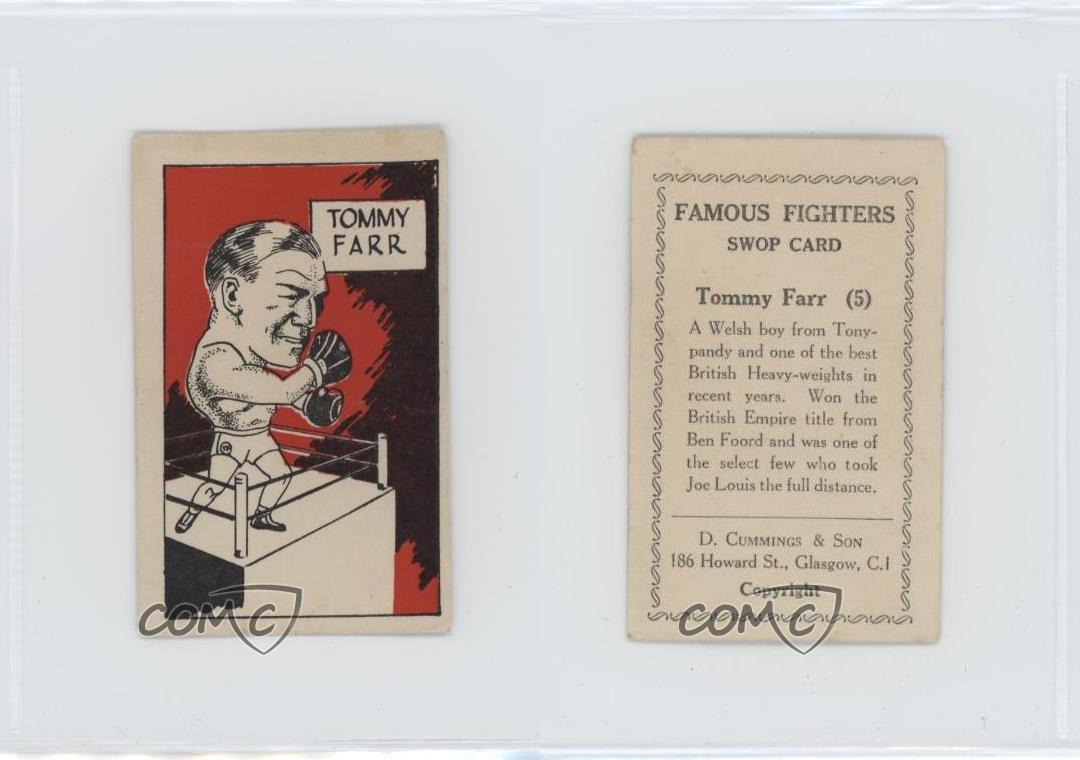 TOMMY
FARR
COMC
FAMOUS FIGHTERS
SWOP CARD
Tommy Farr (5)
A Welsh boy from Tony-
pandy and one of the best
British Heavy-weights in
recent years. Won the
British Empire title from
Ben Foord and was one of
the select few who took
Joe Louis the full distance.
D. CUMMINGS & SON
186 Howard St., Glasgow, C.1
Copyright
COMC